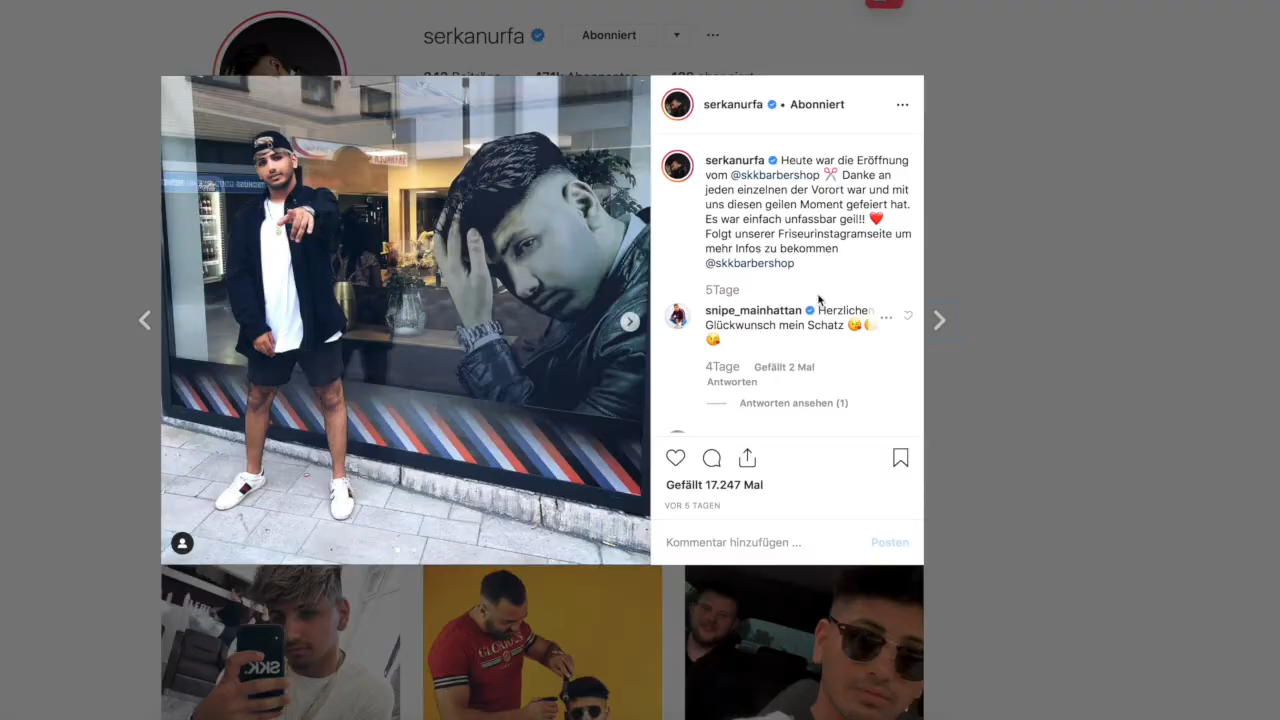 serkanurfa
Abonniert
serkanurfa • Abonniert
serkanurfa Heute war die Eröffnung
vom @skkbarbershop ✂️ Danke an
jeden einzelnen der Vorort war und mit
uns diesen geilen Moment gefeiert hat.
Es war einfach unfassbar geil!! ❤️
Folgt unserer Friseurinstagramseite um
mehr Infos zu bekommen
@skkbarbershop
5Tage
snipe_mainhattan Herzlichen
Glückwunsch mein Schatz 😘
😘
4Tage Gefällt 2 Mal
Antworten
Antworten ansehen (1)
Gefällt 17.247 Mal
VOR 5 TAGEN
Kommentar hinzufügen ...
Posten
SKK
GLORIOUS